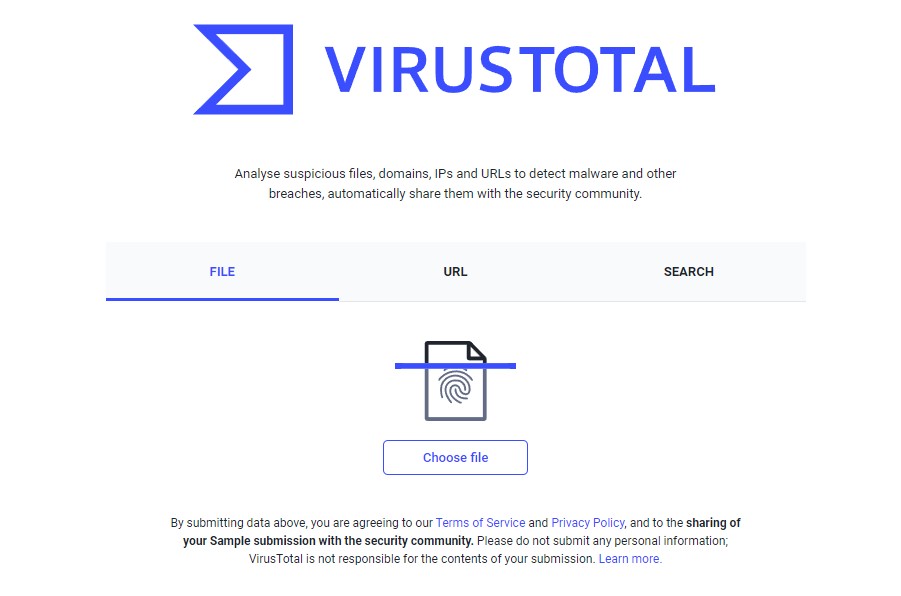 VIRUSTOTAL
Analyse suspicious files, domains, IPs and URLs to detect malware and other
breaches, automatically share them with the security community.
FILE
URL
SEARCH
Choose file
By submitting data above, you are agreeing to our Terms of Service and Privacy Policy, and to the sharing of
your Sample submission with the security community. Please do not submit any personal information;
VirusTotal is not responsible for the contents of your submission. Learn more.